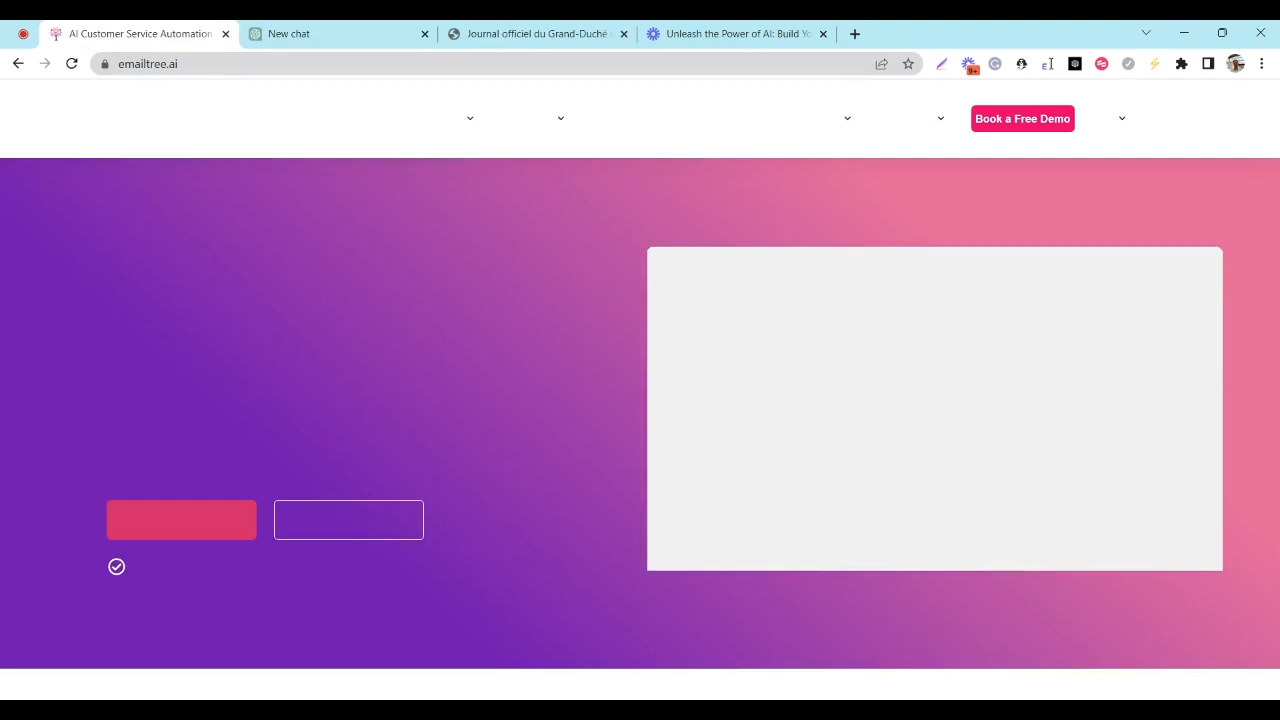 AI Customer Service Automation
New chat
Journal officiel du Grand-Duché
Unleash the Power of AI: Build Yo
emailtree.ai
9+
Book a Free Demo